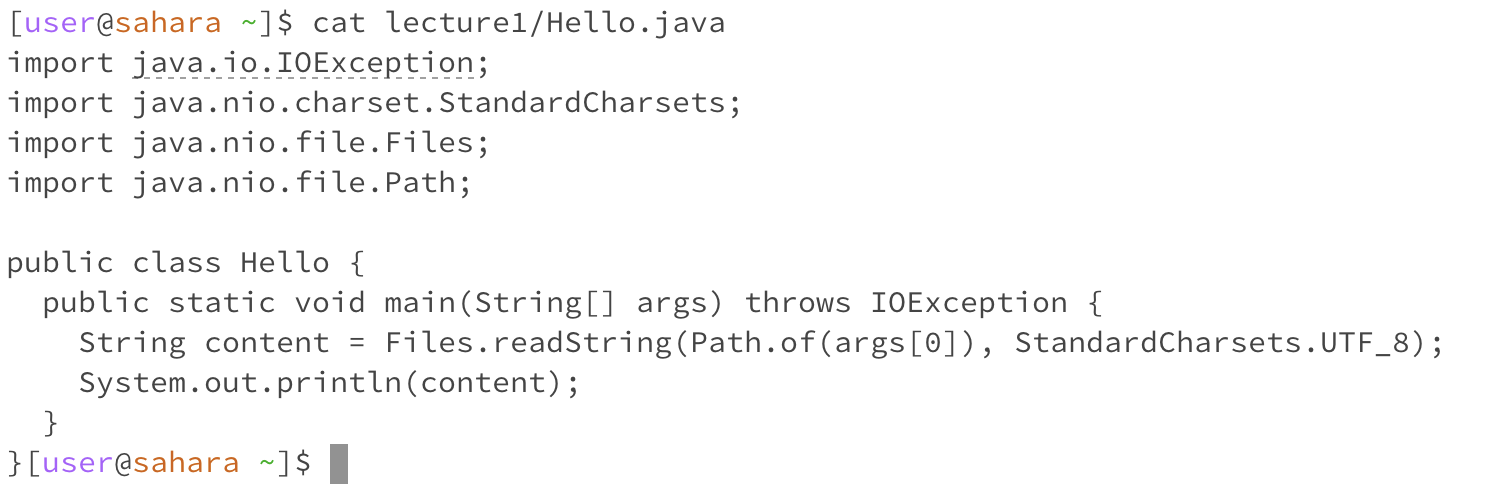 [user@sahara ~]$ cat lecture1/Hello.java
import java.io.IOException;
import java.nio.charset.StandardCharsets;
import java.nio.file.Files;
import java.nio.file.Path;

public class Hello {
  public static void main(String[] args) throws IOException {
    String content = Files.readString(Path.of(args[0]), StandardCharsets.UTF_8);
    System.out.println(content);
  }
}[user@sahara ~]$